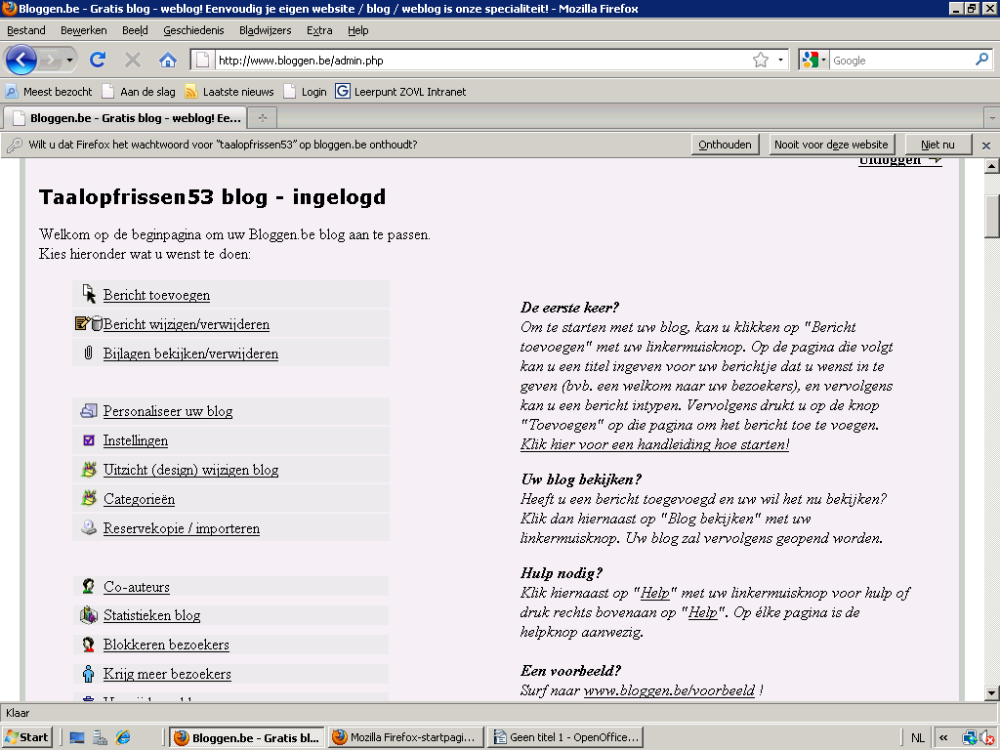 Bloggen.be - Gratis blog - weblog! Eenvoudig je eigen website / blog / weblog is onze specialiteit! - Mozilla Firefox
Bestand Bewerken Beeld Geschiedenis Bladwijzers Extra Help
http://www.bloggen.be/admin.php
Google
Meest bezocht Aan de slag Laatste nieuws Login Leerpunt ZOVL Intranet
Bloggen.be - Gratis blog - weblog! Ee...
Wilt u dat Firefox het wachtwoord voor "taalopfrissen53" op bloggen.be onthoudt? Onthouden Nooit voor deze website Niet nu
Uitloggen
Taalopfrissen53 blog - ingelogd
Welkom op de beginpagina om uw Bloggen.be blog aan te passen.
Kies hieronder wat u wenst te doen:
Bericht toevoegen
Bericht wijzigen/verwijderen
Bijlagen bekijken/verwijderen
Personaliseer uw blog
Instellingen
Uitzicht (design) wijzigen blog
Categorieën
Reservekopie / importeren
Co-auteurs
Statistieken blog
Blokkeren bezoekers
Krijg meer bezoekers
De eerste keer?
Om te starten met uw blog, kan u klikken op "Bericht
toevoegen" met uw linkermuisknop. Op de pagina die volgt
kan u een titel ingeven voor uw berichtje dat u wenst in te
geven (bvb. een welkom naar uw bezoekers), en vervolgens
kan u een bericht intypen. Vervolgens drukt u op de knop
"Toevoegen" op die pagina om het bericht toe te voegen.
Klik hier voor een handleiding hoe starten!
Uw blog bekijken?
Heeft u een bericht toegevoegd en uw wil het nu bekijken?
Klik dan hiernaast op "Blog bekijken" met uw
linkermuisknop. Uw blog zal vervolgens geopend worden.
Hulp nodig?
Klik hiernaast op "Help" met uw linkermuisknop voor hulp of
druk rechts bovenaan op "Help". Op élke pagina is de
helpknop aanwezig.
Een voorbeeld?
Surf naar www.bloggen.be/voorbeeld !
Klaar
Start Bloggen.be - Gratis bl... Mozilla Firefox-startpagi... Geen titel 1 - OpenOffice... NL «